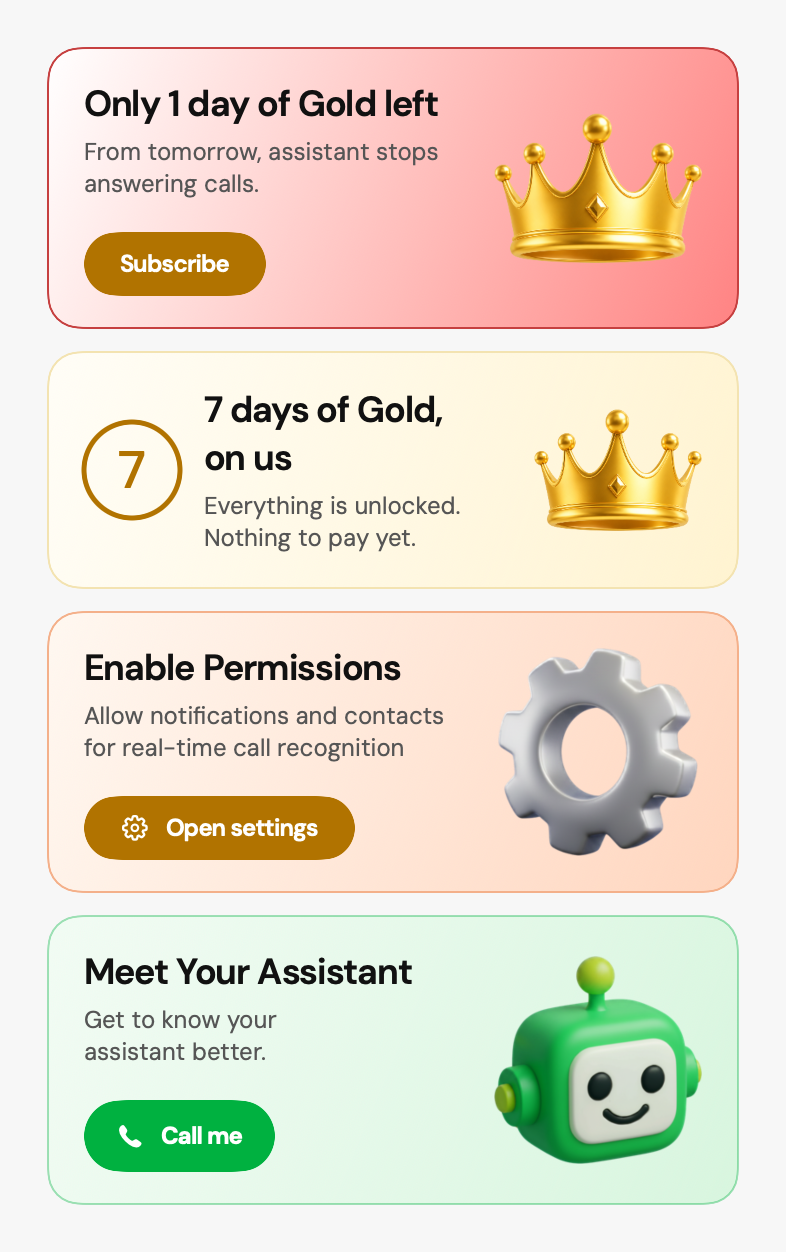 Only 1 day of Gold left
From tomorrow, assistant stops
answering calls.
Subscribe
7
7 days of Gold,
on us
Everything is unlocked.
Nothing to pay yet.
Enable Permissions
Allow notifications and contacts
for real-time call recognition
Open settings
Meet Your Assistant
Get to know your
assistant better.
Call me